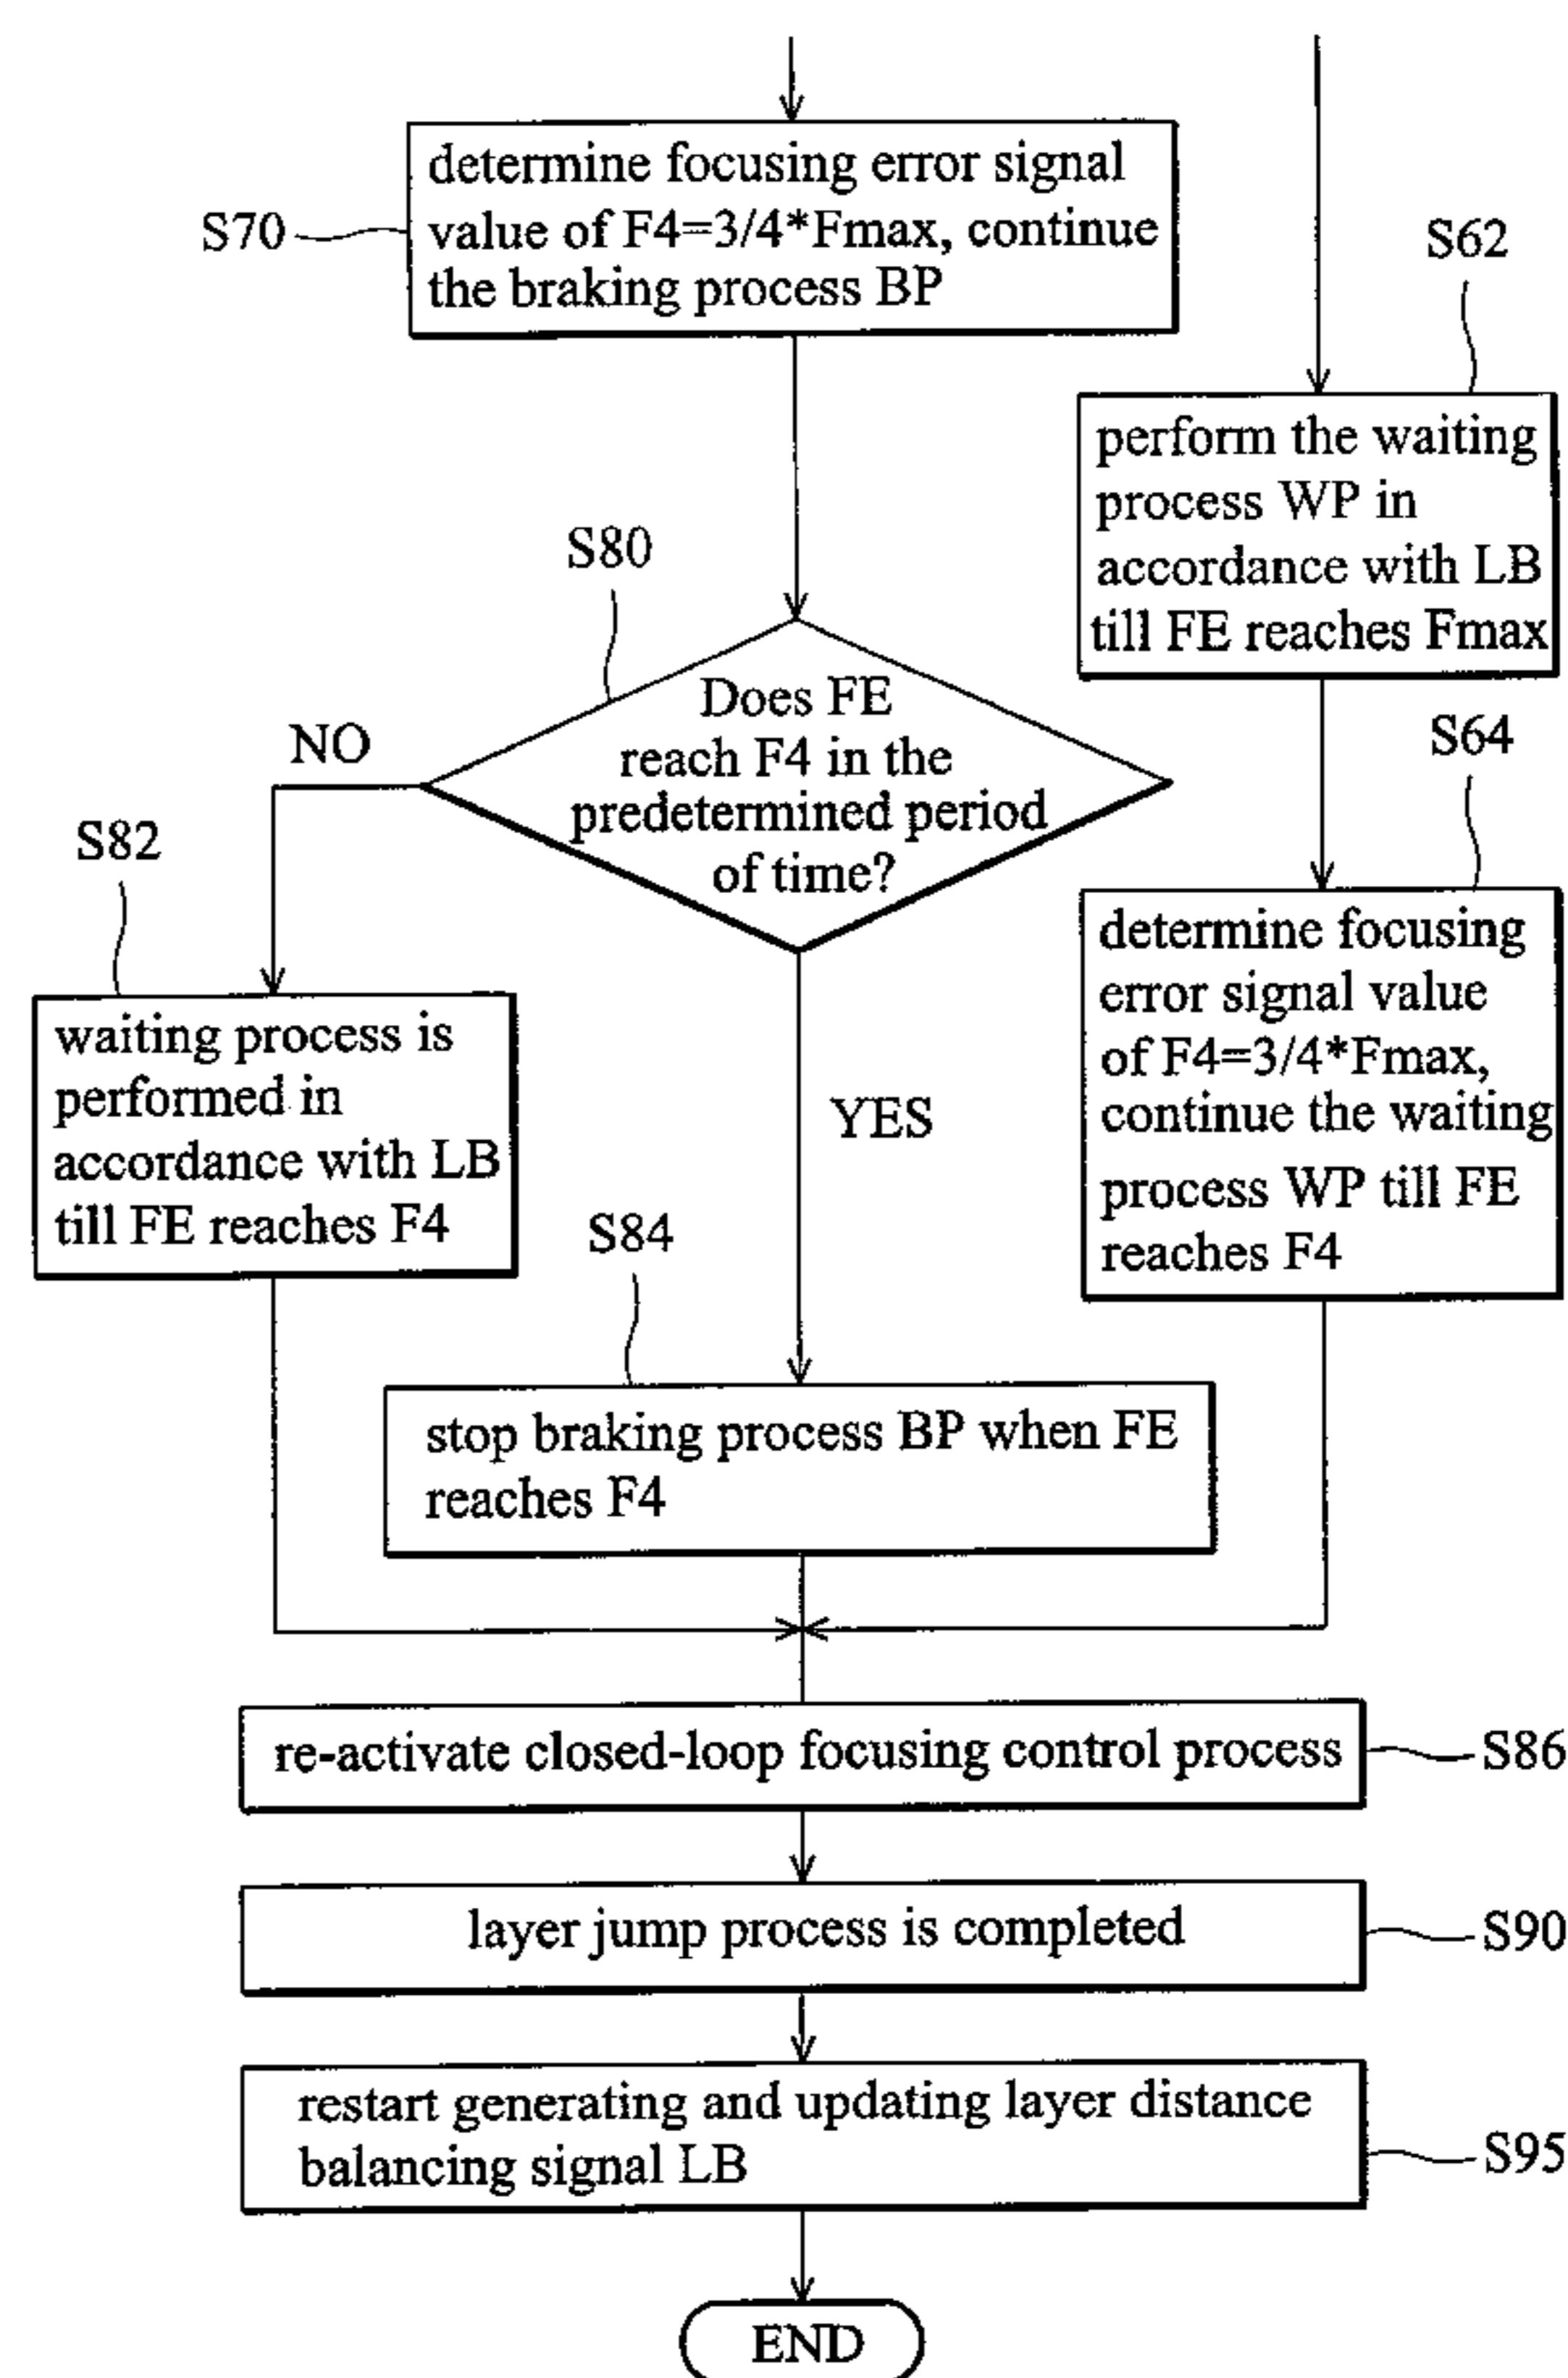 determine focusing error signal
value of F4=3/4*Fmax, continue
the braking process BP
S70
S62
perform the waiting
process WP in
accordance with LB
till FE reaches Fmax
S80
Does FE
reach F4 in the
predetermined period
of time?
NO
S82
waiting process is
performed in
accordance with LB
till FE reaches F4
YES
S64
determine focusing
error signal value
of F4=3/4*Fmax,
continue the waiting
process WP till FE
reaches F4
S84
stop braking process BP when FE
reaches F4
re-activate closed-loop focusing control process
S86
layer jump process is completed
S90
restart generating and updating layer distance
balancing signal LB
S95
END